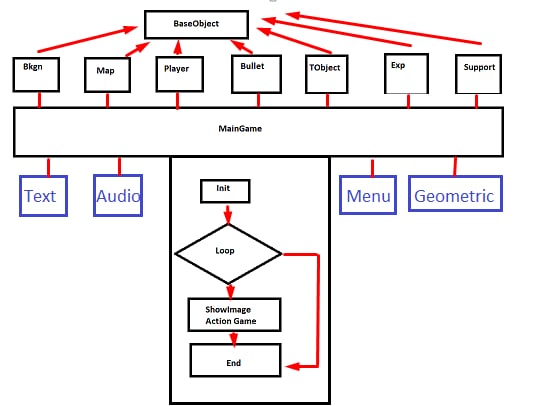 BaseObject
Bkgn
Map
Player
Bullet
TObject
Exp
Support
MainGame
Text
Audio
Menu
Geometric
Init
Loop
ShowImage
Action Game
End